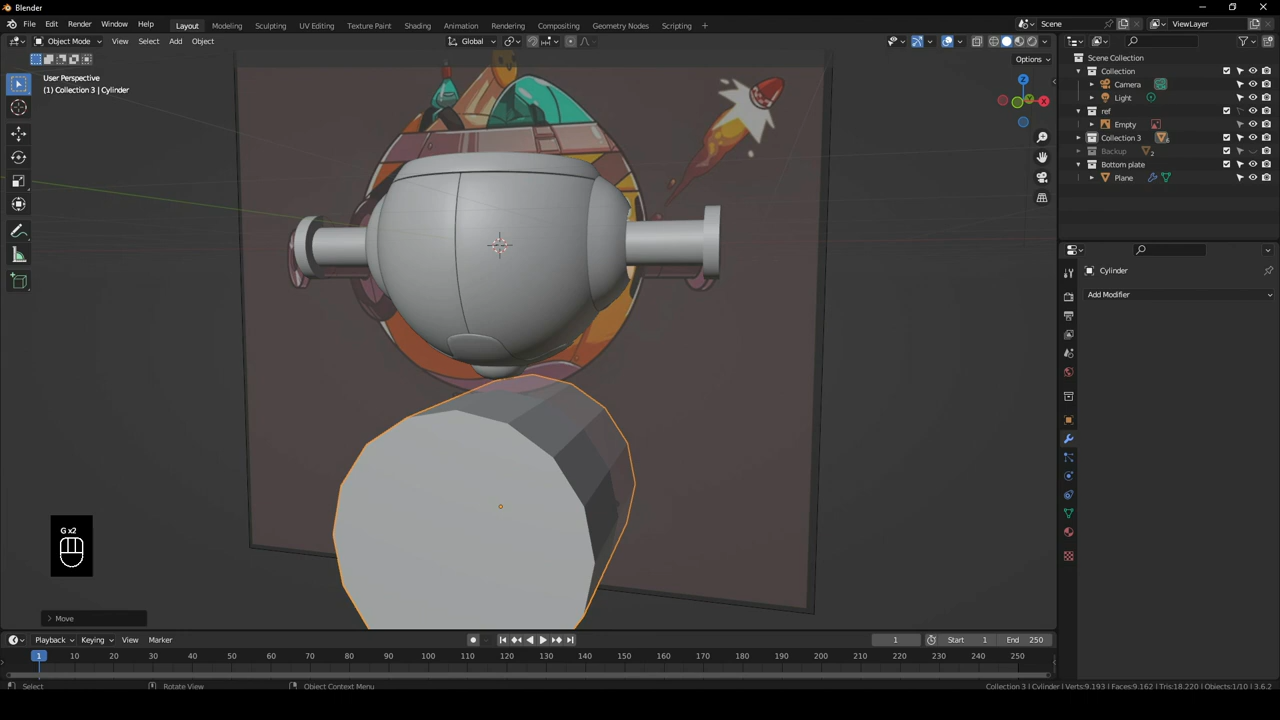 Blender
File Edit Render Window Help Layout Modeling Sculpting UV Editing Texture Paint Shading Animation Rendering Compositing Geometry Nodes Scripting + Scene ViewLayer
Object Mode View Select Add Object Global
Options
User Perspective
(1) Collection 3 | Cylinder
Z
X
Y
Scene Collection
Collection
Camera
Light
ref
Empty
Collection 3
Backup 2
Bottom plate
Plane
Cylinder
Add Modifier
G x2
Move
Playback Keying View Marker 1 Start 1 End 250
1 10 20 30 40 50 60 70 80 90 100 110 120 130 140 150 160 170 180 190 200 210 220 230 240 250
Select Rotate View Object Context Menu Collection 3 | Cylinder | Verts:9.193 | Faces:9.162 | Tris:18.220 | Objects:1/10 | 3.6.2